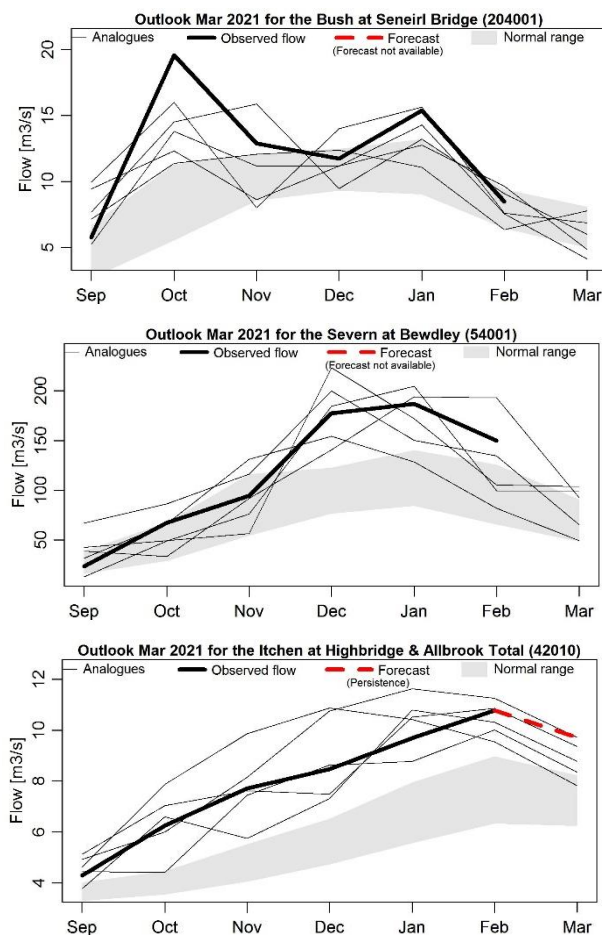 Outlook Mar 2021 for the Bush at Seneirl Bridge (204001)
Analogues Observed flow Forecast Normal range
(Forecast not available)
Flow [m3/s]
20
15
10
5
Sep Oct Nov Dec Jan Feb Mar
Outlook Mar 2021 for the Severn at Bewdley (54001)
Analogues Observed flow Forecast Normal range
(Forecast not available)
Flow [m3/s]
200
150
100
50
Sep Oct Nov Dec Jan Feb Mar
Outlook Mar 2021 for the Itchen at Highbridge & Allbrook Total (42010)
Analogues Observed flow Forecast Normal range
(Persistence)
Flow [m3/s]
12
10
8
6
4
Sep Oct Nov Dec Jan Feb Mar